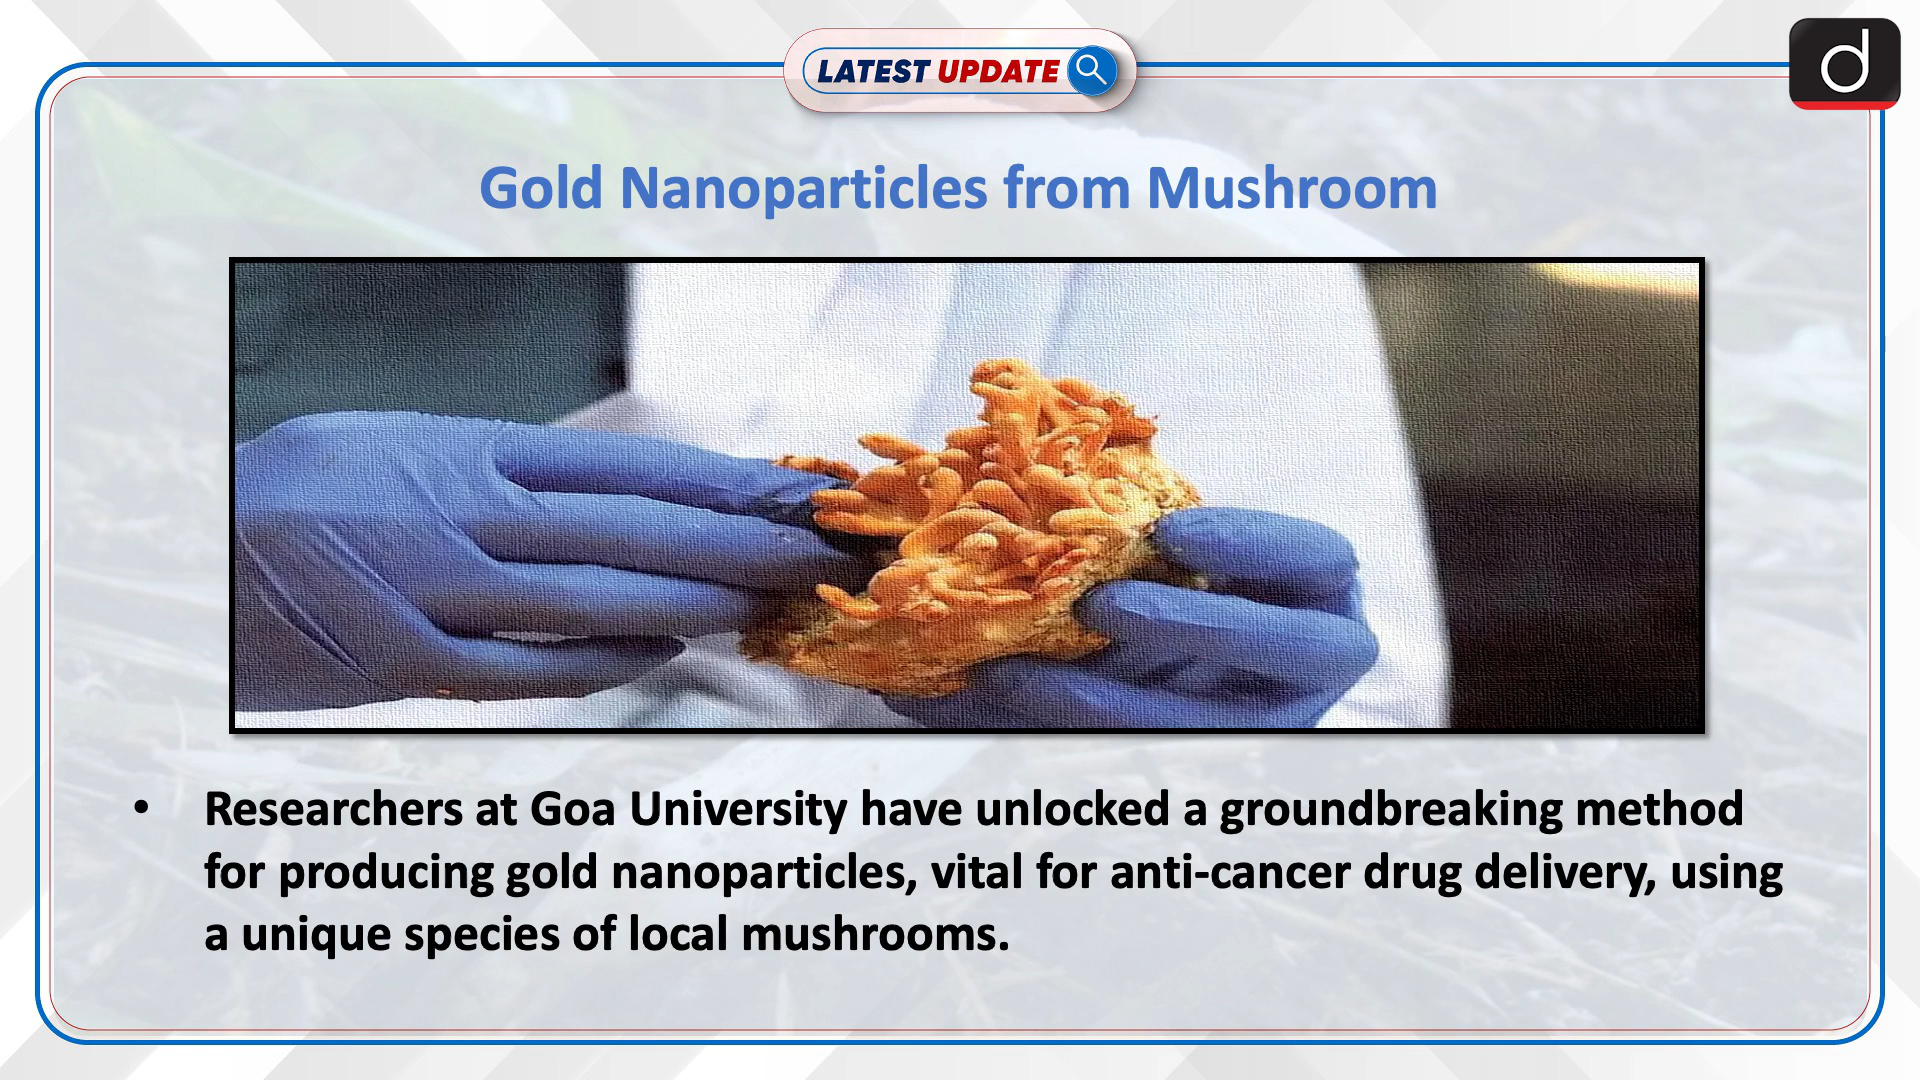 LATEST UPDATE
d
Gold Nanoparticles from Mushroom
• Researchers at Goa University have unlocked a groundbreaking method
for producing gold nanoparticles, vital for anti-cancer drug delivery, using
a unique species of local mushrooms.